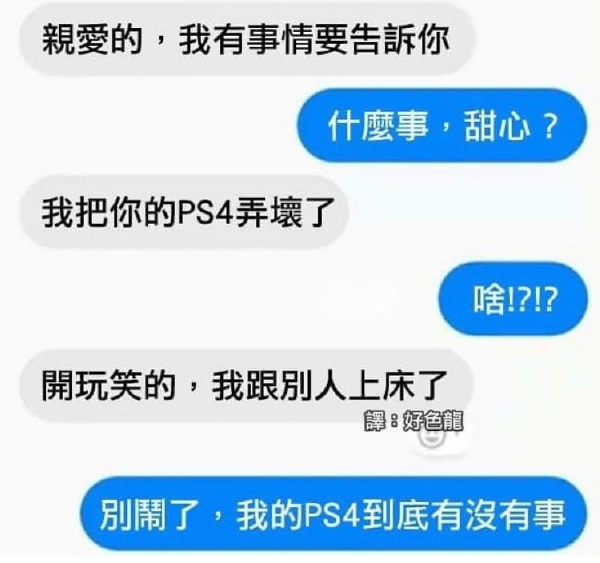 親愛的，我有事情要告訴你
什麼事，甜心？
我把你的PS4弄壞了
啥!?!?
開玩笑的，我跟別人上床了
譯：好色龍
別鬧了，我的PS4到底有沒有事